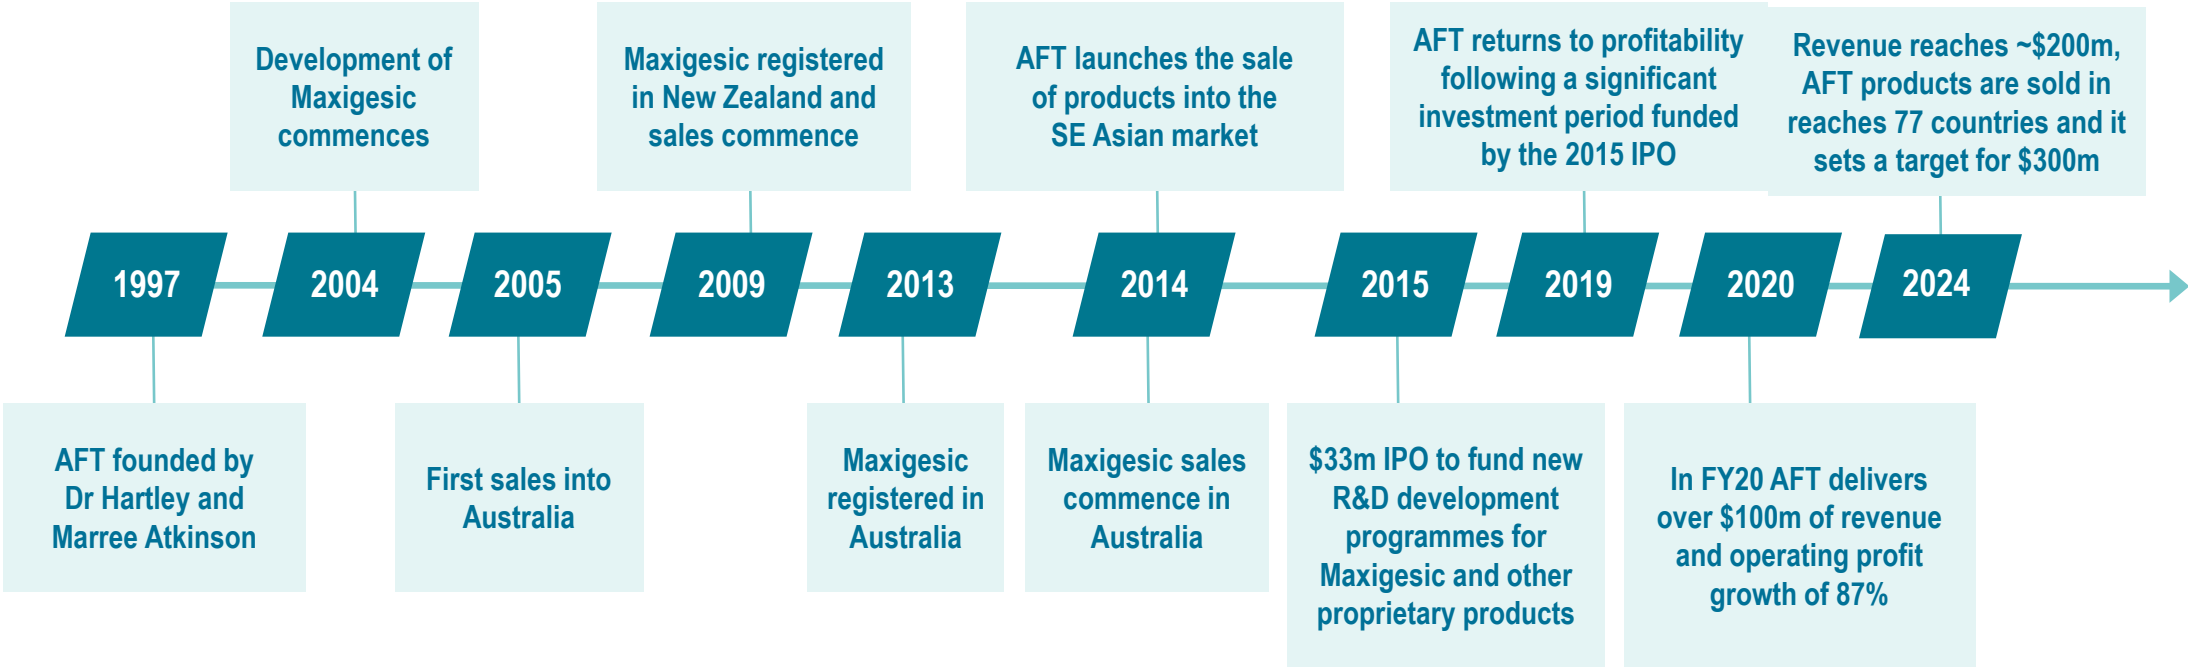 Development of
Maxigesic
commences
Maxigesic registered
in New Zealand and
sales commence
AFT launches the sale
of products into the
SE Asian market
AFT returns to profitability
following a significant
investment period funded
by the 2015 IPO
Revenue reaches ~$200m,
AFT products are sold in
reaches 77 countries and it
sets a target for $300m
1997
2004
2005
2009
2013
2014
2015
2019
2020
2024
AFT founded by
Dr Hartley and
Marree Atkinson
First sales into
Australia
Maxigesic
registered in
Australia
Maxigesic sales
commence in
Australia
$33m IPO to fund new
R&D development
programmes for
Maxigesic and other
proprietary products
In FY20 AFT delivers
over $100m of revenue
and operating profit
growth of 87%